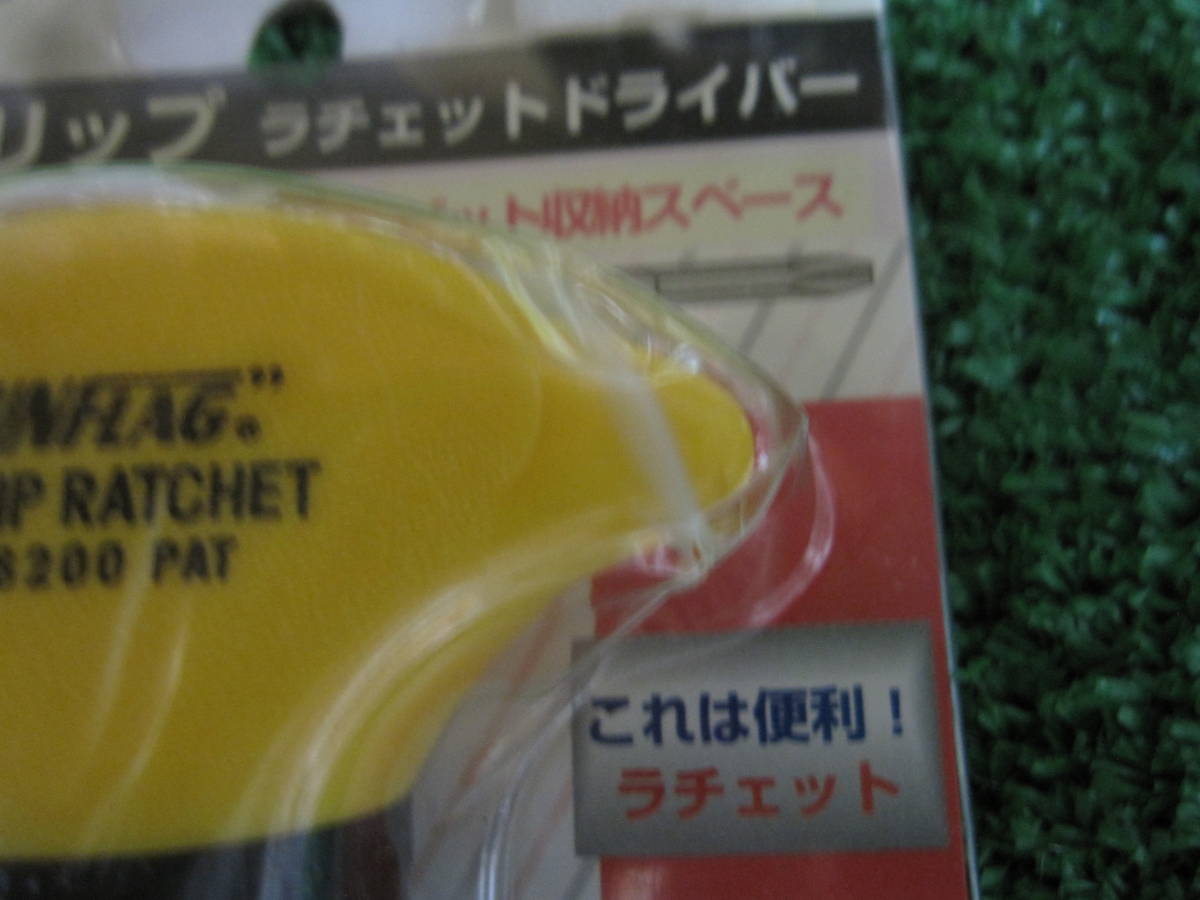 リップ ラチェットドライバー
ット収納スペース
UNFLAG."
IP RATCHET
8200 PAT
これは便利！
ラチェット